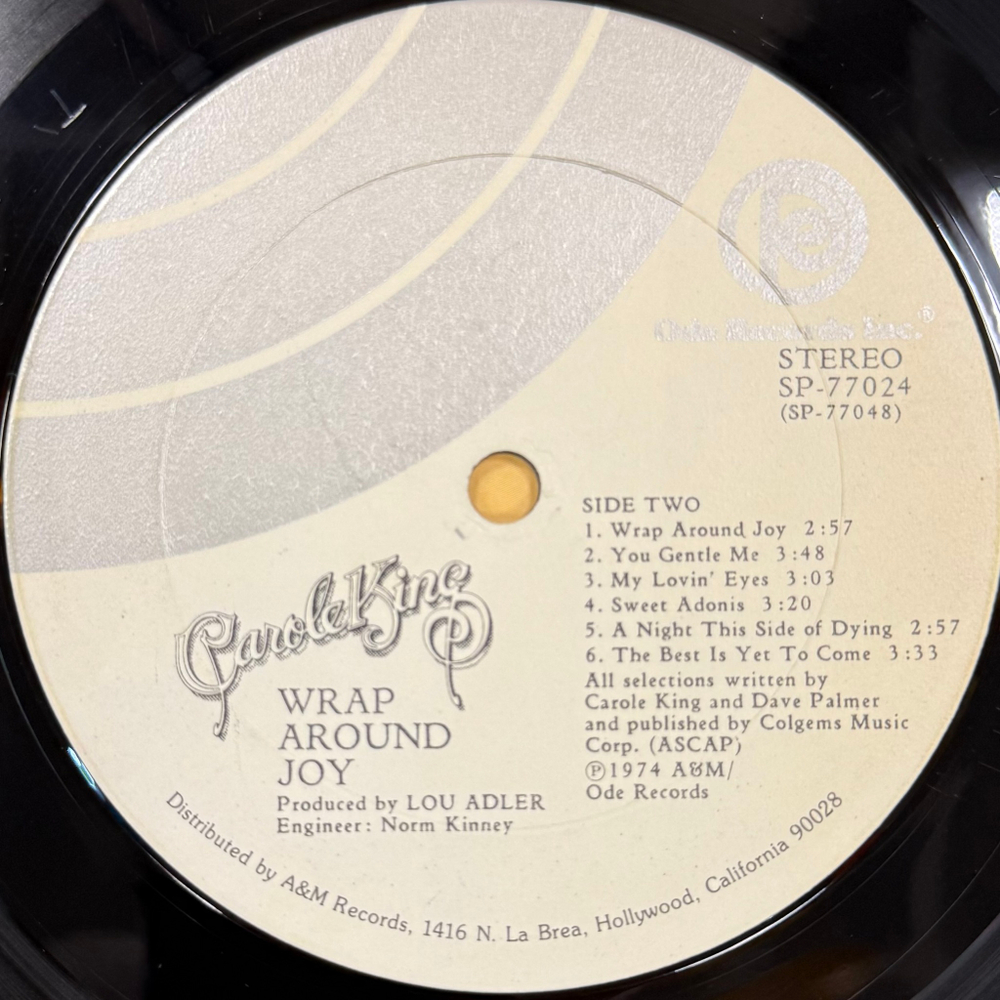 Ode Records Inc.®
STEREO
SP-77024
(SP-77048)
SIDE TWO
1. Wrap Around Joy 2:57
2. You Gentle Me 3:48
3. My Lovin' Eyes 3:03
4. Sweet Adonis 3:20
5. A Night This Side of Dying 2:57
6. The Best Is Yet To Come 3:33
All selections written by
Carole King and Dave Palmer
and published by Colgems Music
Corp. (ASCAP)
℗1974 A&M/
Ode Records
Carole King
WRAP
AROUND
JOY
Produced by LOU ADLER
Engineer: Norm Kinney
Distributed by A&M Records, 1416 N. La Brea, Hollywood, California 90028